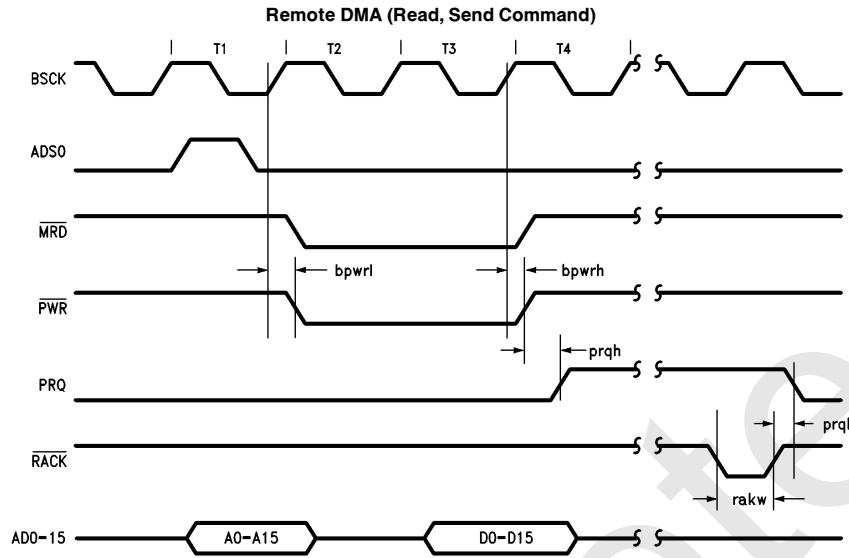 Remote DMA (Read, Send Command)
T1 T2 T3 T4
BSCK
ADS0
MRD
bpwrl bpwrh
PWR
prqh
PRQ
prql
RACK
rakw
AD0-15 A0-A15 D0-D15